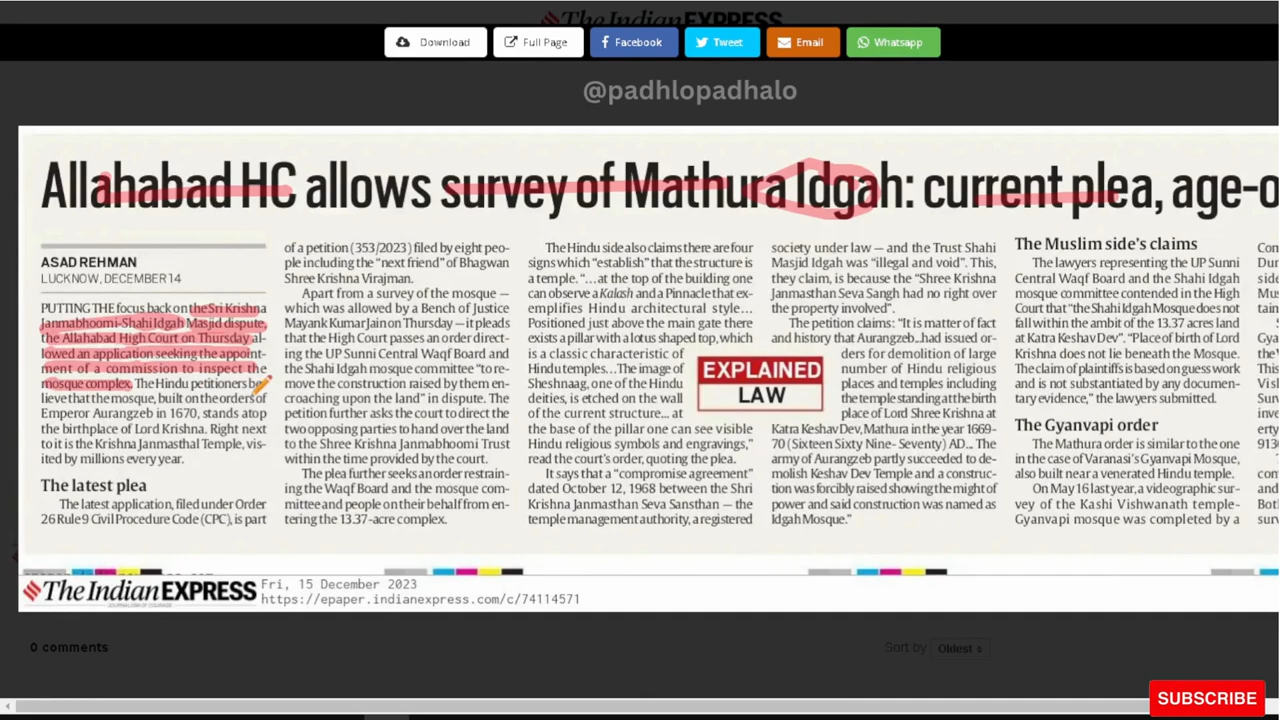 The Indian EXPRESS
Download
Full Page
Facebook
Tweet
Email
Whatsapp
@padhlopadhalo
Allahabad HC allows survey of Mathura Idgah: current plea, age-o
ASAD REHMAN
LUCKNOW, DECEMBER 14
PUTTING THE focus back on the Sri Krishna
Janmabhoomi-Shahi Idgah Masjid dispute,
the Allahabad High Court on Thursday al-
lowed an application seeking the appoint-
ment of a commission to inspect the
mosque complex. The Hindu petitioners be
lieve that the mosque, built on the orders of
Emperor Aurangzeb in 1670, stands atop
the birthplace of Lord Krishna. Right next
to it is the Krishna Janmasthal Temple, vis-
ited by millions every year.
The latest plea
The latest application, filed under Order
26 Rule 9 Civil Procedure Code (CPC), is part
of a petition (353/2023) filed by eight peo-
ple including the “next friend” of Bhagwan
Shree Krishna Virajman.
Apart from a survey of the mosque —
which was allowed by a Bench of Justice
Mayank Kumar Jain on Thursday — it pleads
that the High Court passes an order direct-
ing the UP Sunni Central Waqf Board and
the Shahi Idgah mosque committee “to re-
move the construction raised by them en-
croaching upon the land” in dispute. The
petition further asks the court to direct the
two opposing parties to hand over the land
to the Shree Krishna Janmabhoomi Trust
within the time provided by the court.
The plea further seeks an order restrain-
ing the Waqf Board and the mosque com-
mittee and people on their behalf from en-
tering the 13.37-acre complex.
The Hindu side also claims there are four
signs which “establish” that the structure is
a temple. “...at the top of the building one
can observe a Kalash and a Pinnacle that ex-
emplifies Hindu architectural style...
Positioned just above the main gate there
exists a pillar with a lotus shaped top, which
is a classic characteristic of
Hindu temples...The image of
Sheshnaag, one of the Hindu
deities, is etched on the wall
of the current structure... at
the base of the pillar one can see visible
Hindu religious symbols and engravings,”
read the court's order, quoting the plea.
It says that a “compromise agreement”
dated October 12, 1968 between the Shri
Krishna Janmasthan Seva Sansthan — the
temple management authority, a registered
EXPLAINED
LAW
society under law — and the Trust Shahi
Masjid Idgah was “illegal and void”. This,
they claim, is because the “Shree Krishna
Janmasthan Seva Sangh had no right over
the property involved”.
The petition claims: “It is matter of fact
and history that Aurangzeb...had issued or-
ders for demolition of large
number of Hindu religious
places and temples including
the temple standing at the birth
place of Lord Shree Krishna at
Katra Keshav Dev, Mathura in the year 1669-
70 (Sixteen Sixty Nine- Seventy) AD... The
army of Aurangzeb partly succeeded to de-
molish Keshav Dev Temple and a construc-
tion was forcibly raised showing the might of
power and said construction was named as
Idgah Mosque.”
The Muslim side's claims
The lawyers representing the UP Sunni
Central Waqf Board and the Shahi Idgah
mosque committee contended in the High
Court that “the Shahi Idgah Mosque does not
fall within the ambit of the 13.37 acres land
at Katra Keshav Dev”. “Place of birth of Lord
Krishna does not lie beneath the Mosque.
The claim of plaintiffs is based on guess work
and is not substantiated by any documen-
tary evidence,” the lawyers submitted.
The Gyanvapi order
The Mathura order is similar to the one
in the case of Varanasi's Gyanvapi Mosque,
also built near a venerated Hindu temple.
On May 16 last year, a videographic sur-
vey of the Kashi Vishwanath temple-
Gyanvapi mosque was completed by a
The Indian EXPRESS
JOURNALISM OF COURAGE
Fri, 15 December 2023
https://epaper.indianexpress.com/c/74114571
0 comments
Sort by Oldest
SUBSCRIBE